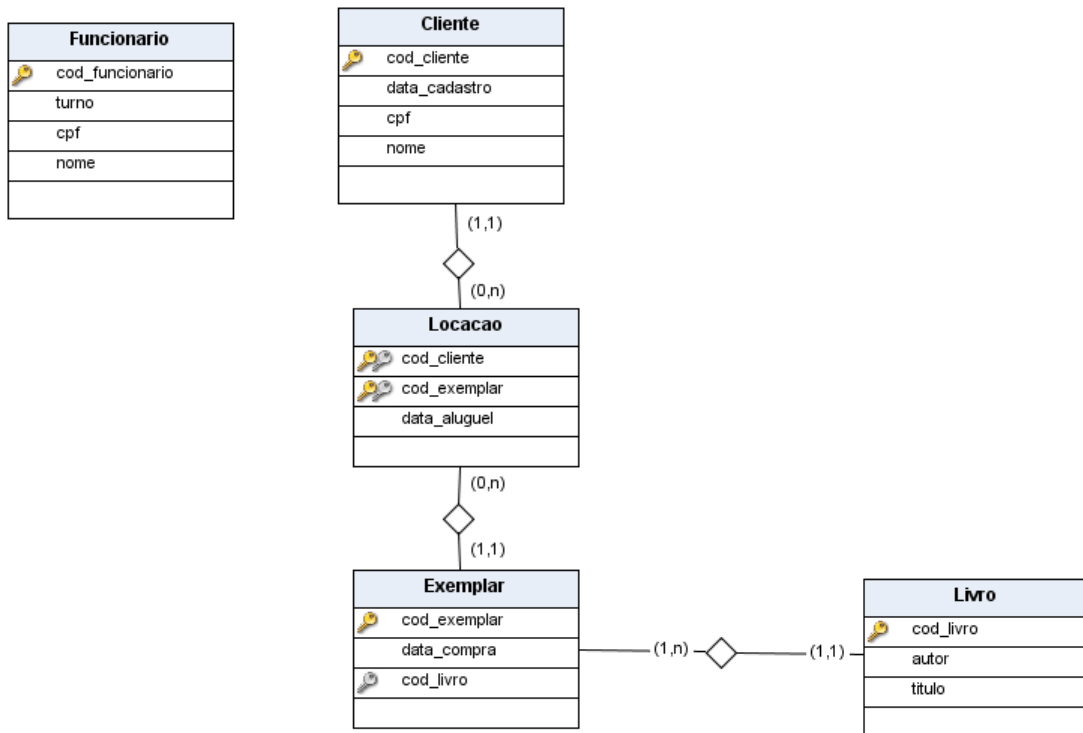 Funcionario
cod_funcionario
turno
cpf
nome
Cliente
cod_cliente
data_cadastro
cpf
nome
(1,1)
(0,n)
Locacao
cod_cliente
cod_exemplar
data_aluguel
(0,n)
(1,1)
Exemplar
cod_exemplar
data_compra
cod_livro
(1,n)
(1,1)
Livro
cod_livro
autor
titulo